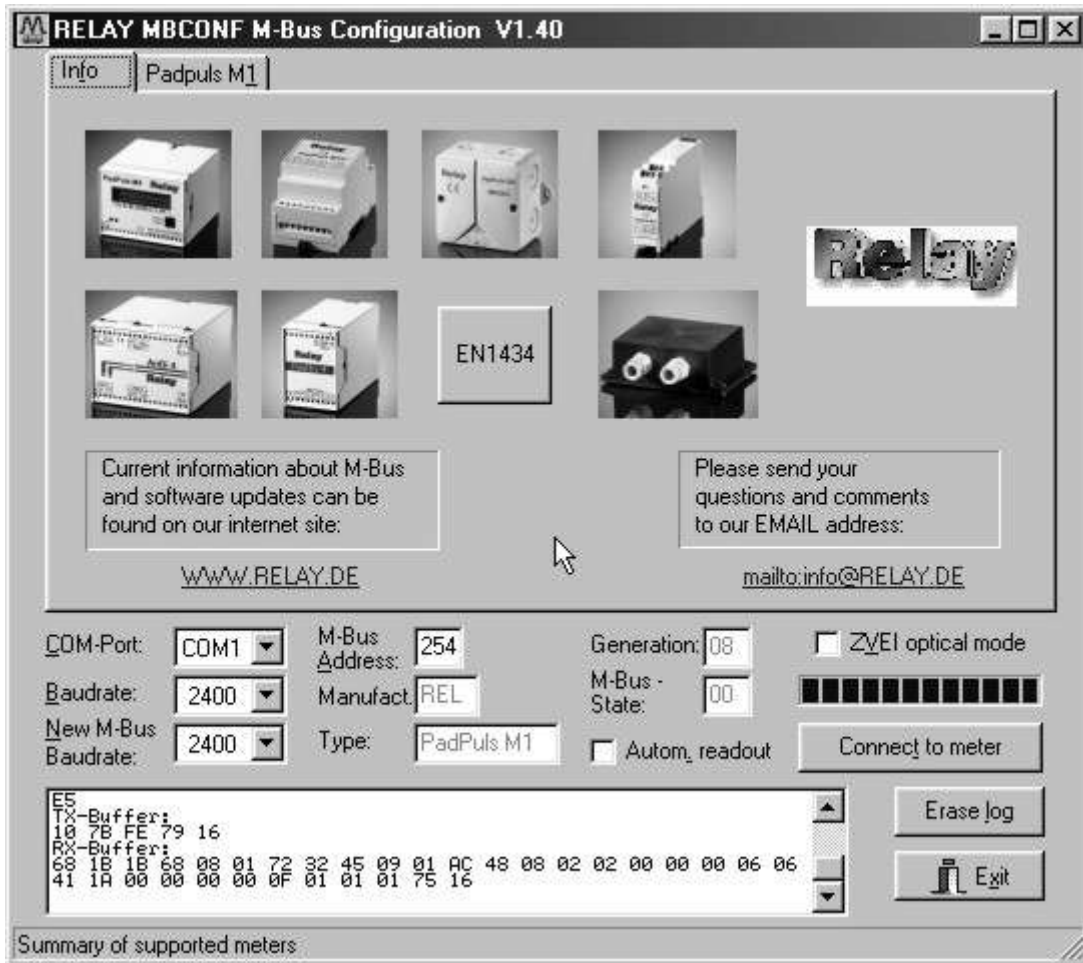 RELAY MBCONF M-Bus Configuration V1.40
Info
Padpuls M1
Relay
EN1434
Current information about M-Bus
and software updates can be
found on our internet site:
WWW.RELAY.DE
Please send your
questions and comments
to our EMAIL address:
mailto:info@RELAY.DE
COM-Port:
COM1
Baudrate:
2400
New M-Bus
Baudrate:
2400
M-Bus
Address:
254
Manufact.
REL
Type:
PadPuls M1
Generation:
08
M-Bus -
State:
00
Autom. readout
ZVEI optical mode
Connect to meter
E5
TX-Buffer:
10 7B FE 79 16
RX-Buffer:
68 1B 1B 68 08 01 72 32 45 09 01 AC 48 08 02 02 00 00 00 06 06
41 1A 00 00 00 00 0F 01 01 01 75 16
Erase log
Exit
Summary of supported meters